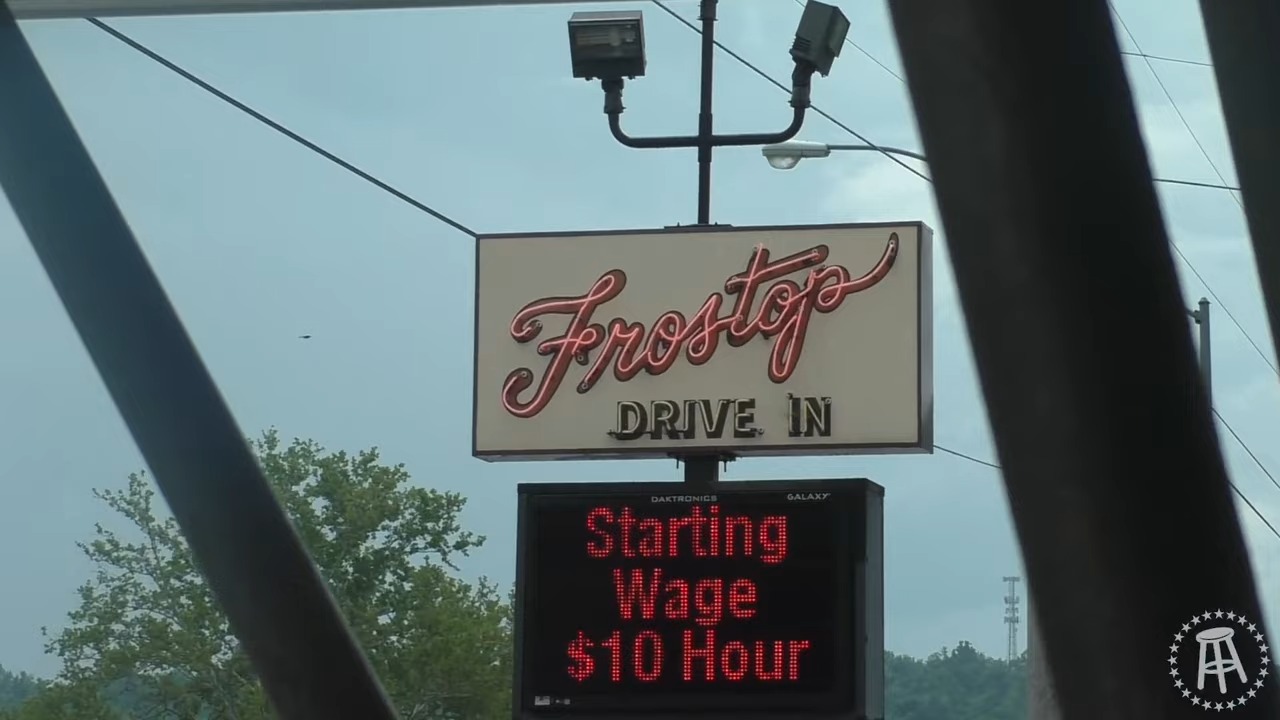 Frostop
DRIVE IN
DAKTRONICS GALAXY
Starting
Wage
$10 Hour